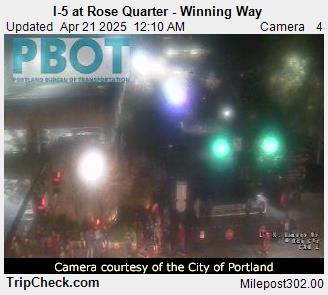 I-5 at Rose Quarter - Winning Way
Updated Apr 21 2025 12:10 AM Camera 4
PBOT
PORTLAND BUREAU OF TRANSPORTATION
Camera courtesy of the City of Portland
TripCheck.com Milepost302.00